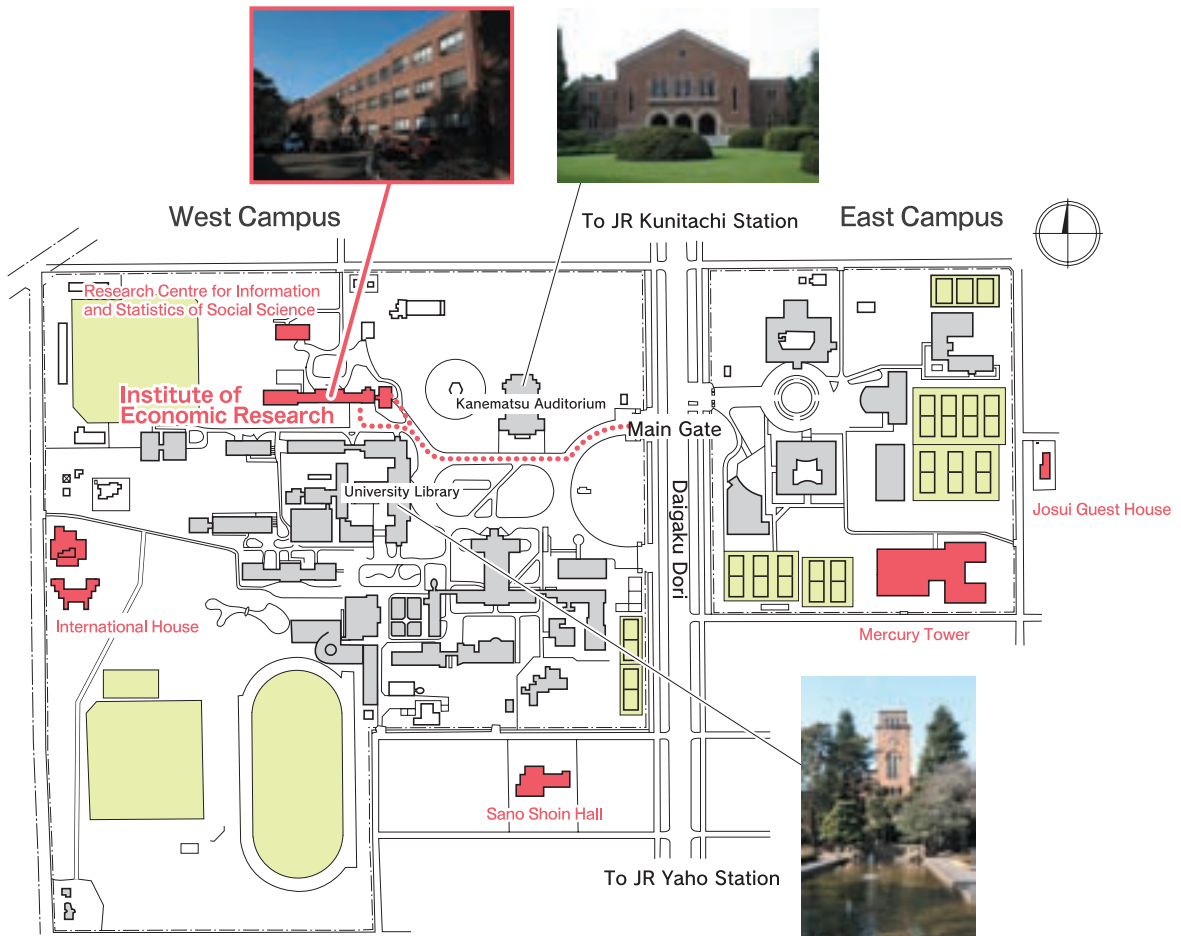 West Campus
To JR Kunitachi Station
East Campus
Research Centre for Information
and Statistics of Social Science
Institute of
Economic Research
Kanematsu Auditorium
Main Gate
University Library
Daigaku Dori
Josui Guest House
International House
Mercury Tower
Sano Shoin Hall
To JR Yaho Station